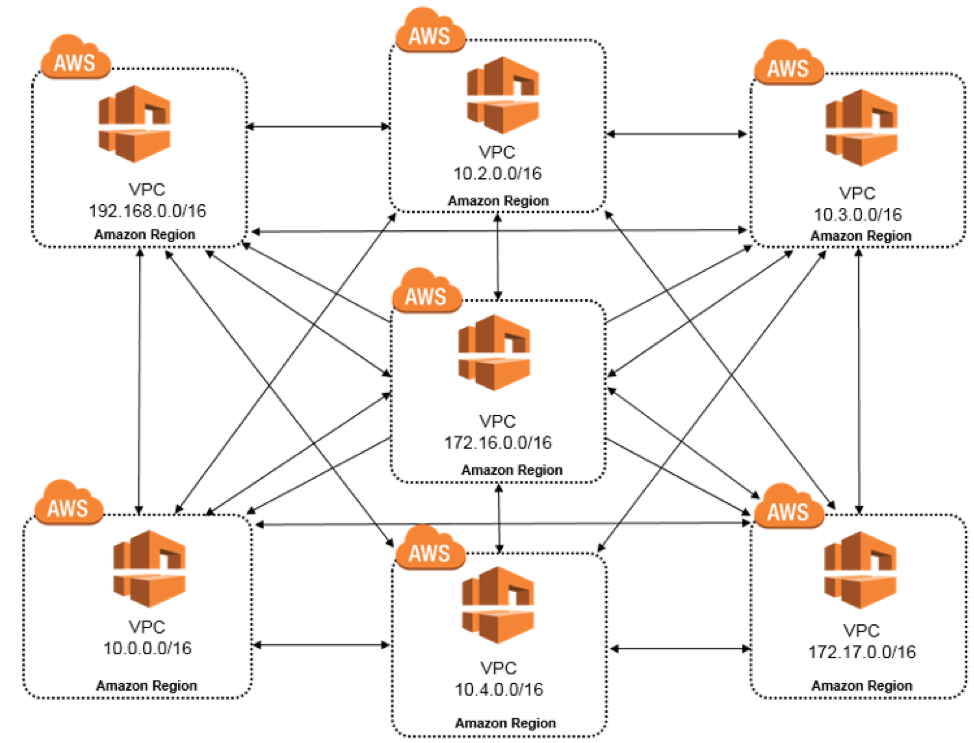 AWS
VPC
192.168.0.0/16
Amazon Region
AWS
VPC
10.2.0.0/16
Amazon Region
AWS
VPC
10.3.0.0/16
Amazon Region
AWS
VPC
172.16.0.0/16
Amazon Region
AWS
VPC
10.0.0.0/16
Amazon Region
AWS
VPC
10.4.0.0/16
Amazon Region
AWS
VPC
172.17.0.0/16
Amazon Region